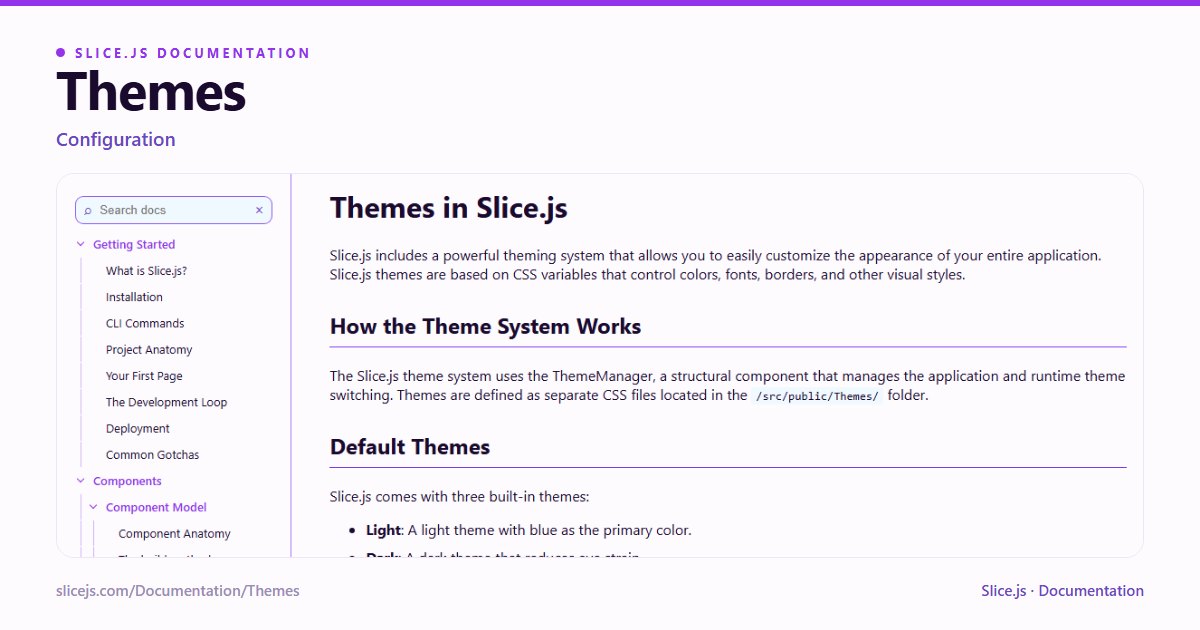 SLICE.JS DOCUMENTATION
Themes
Configuration
Search docs
Getting Started
What is Slice.js?
Installation
CLI Commands
Project Anatomy
Your First Page
The Development Loop
Deployment
Common Gotchas
Components
Component Model
Component Anatomy
Themes in Slice.js
Slice.js includes a powerful theming system that allows you to easily customize the appearance of your entire application.
Slice.js themes are based on CSS variables that control colors, fonts, borders, and other visual styles.
How the Theme System Works
The Slice.js theme system uses the ThemeManager, a structural component that manages the application and runtime theme
switching. Themes are defined as separate CSS files located in the /src/public/Themes/ folder.
Default Themes
Slice.js comes with three built-in themes:
• Light: A light theme with blue as the primary color.
• Dark: A dark theme that reduces eye strain.
slicejs.com/Documentation/Themes
Slice.js · Documentation